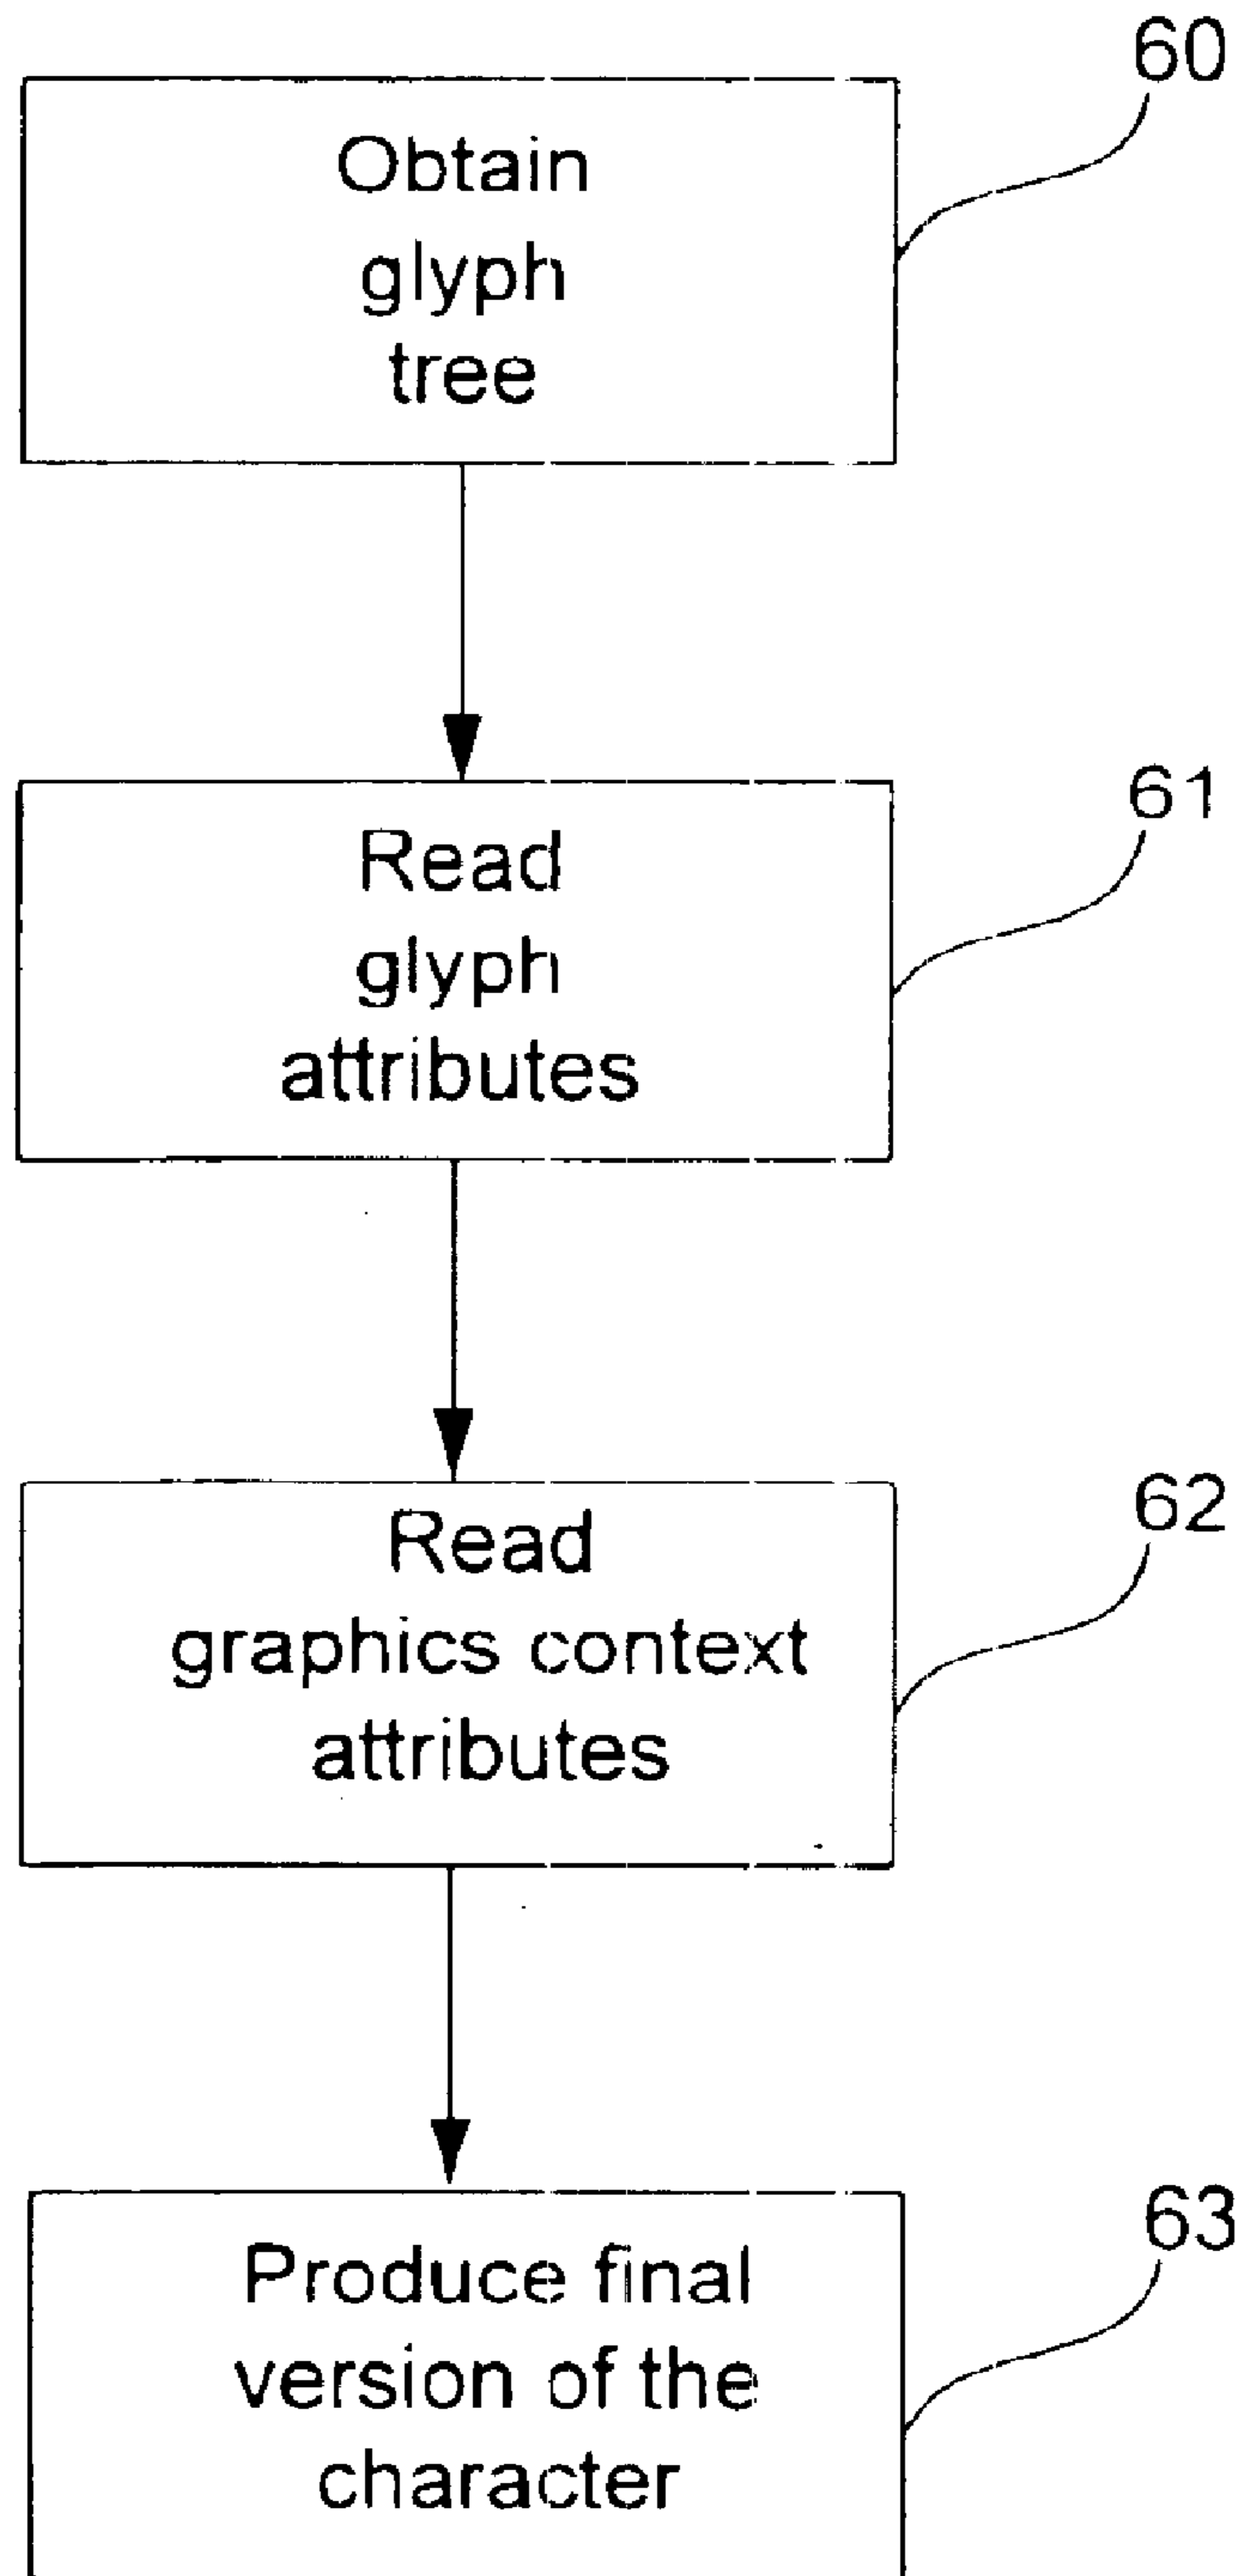 60
Obtain
glyph
tree
61
Read
glyph
attributes
62
Read
graphics context
attributes
63
Produce final
version of the
character